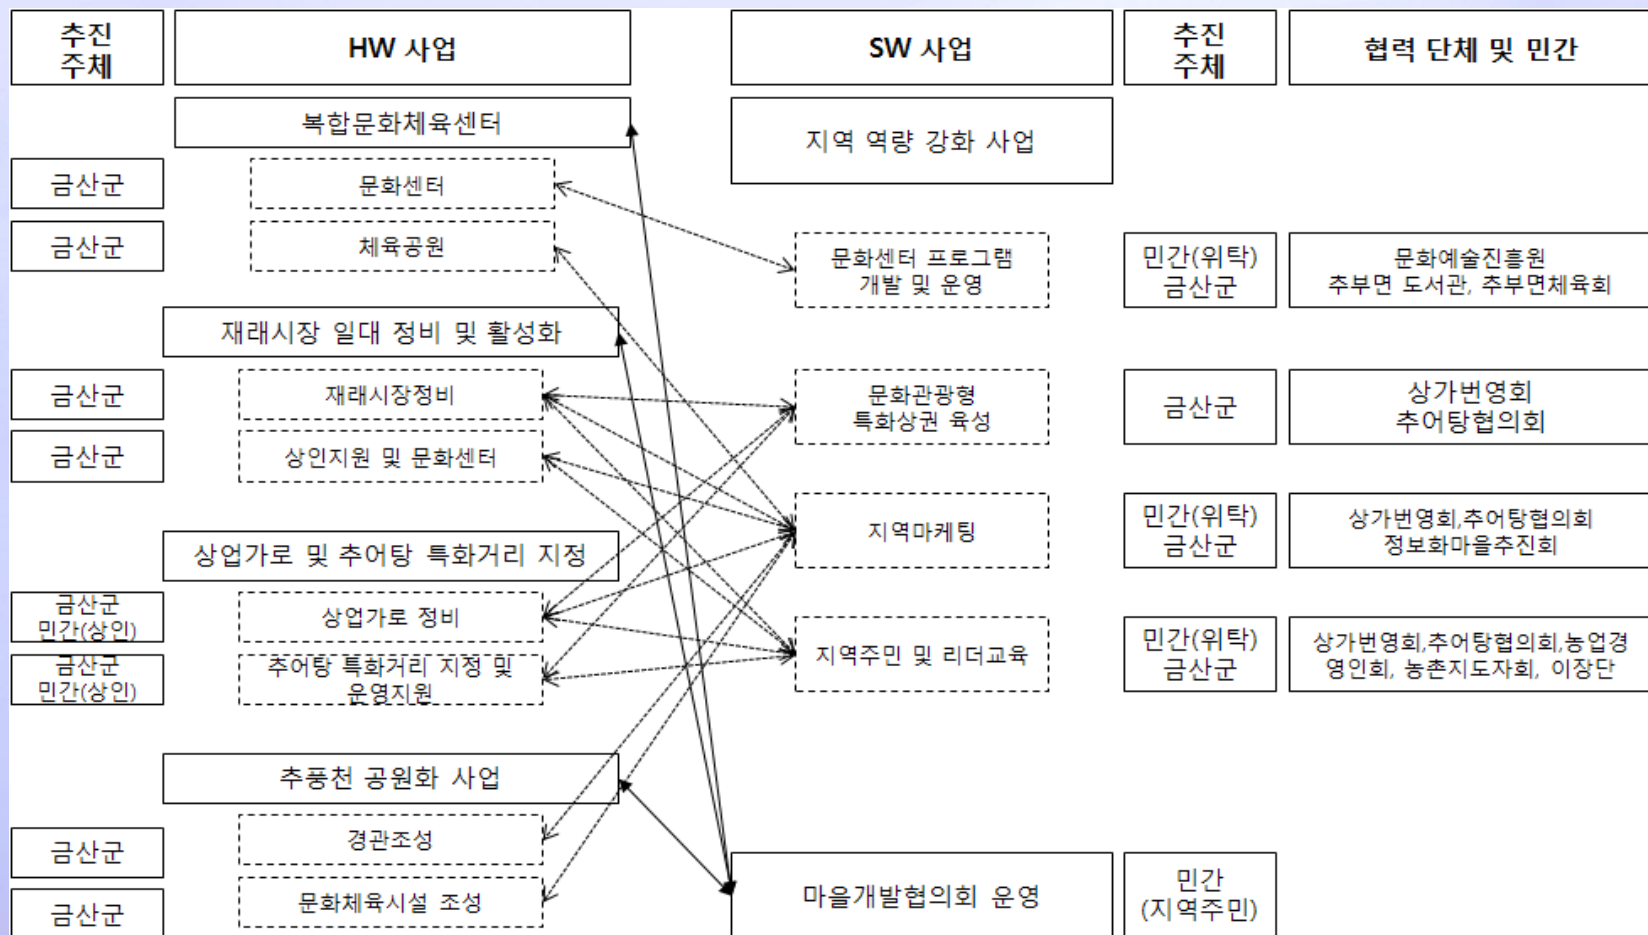 추진
주체
HW 사업
SW 사업
추진
주체
협력 단체 및 민간
복합문화체육센터
지역 역량 강화 사업
금산군
문화센터
금산군
체육공원
문화센터 프로그램
개발 및 운영
민간(위탁)
금산군
문화예술진흥원
추부면 도서관, 추부면체육회
재래시장 일대 정비 및 활성화
금산군
재래시장정비
문화관광형
특화상권 육성
금산군
상가번영회
추어탕협의회
금산군
상인지원 및 문화센터
지역마케팅
민간(위탁)
금산군
상가번영회,추어탕협의회
정보화마을추진회
상업가로 및 추어탕 특화거리 지정
금산군
민간(상인)
상업가로 정비
지역주민 및 리더교육
민간(위탁)
금산군
상가번영회,추어탕협의회,농업경
영인회, 농촌지도자회, 이장단
금산군
민간(상인)
추어탕 특화거리 지정 및
운영지원
추풍천 공원화 사업
금산군
경관조성
금산군
문화체육시설 조성
마을개발협의회 운영
민간
(지역주민)